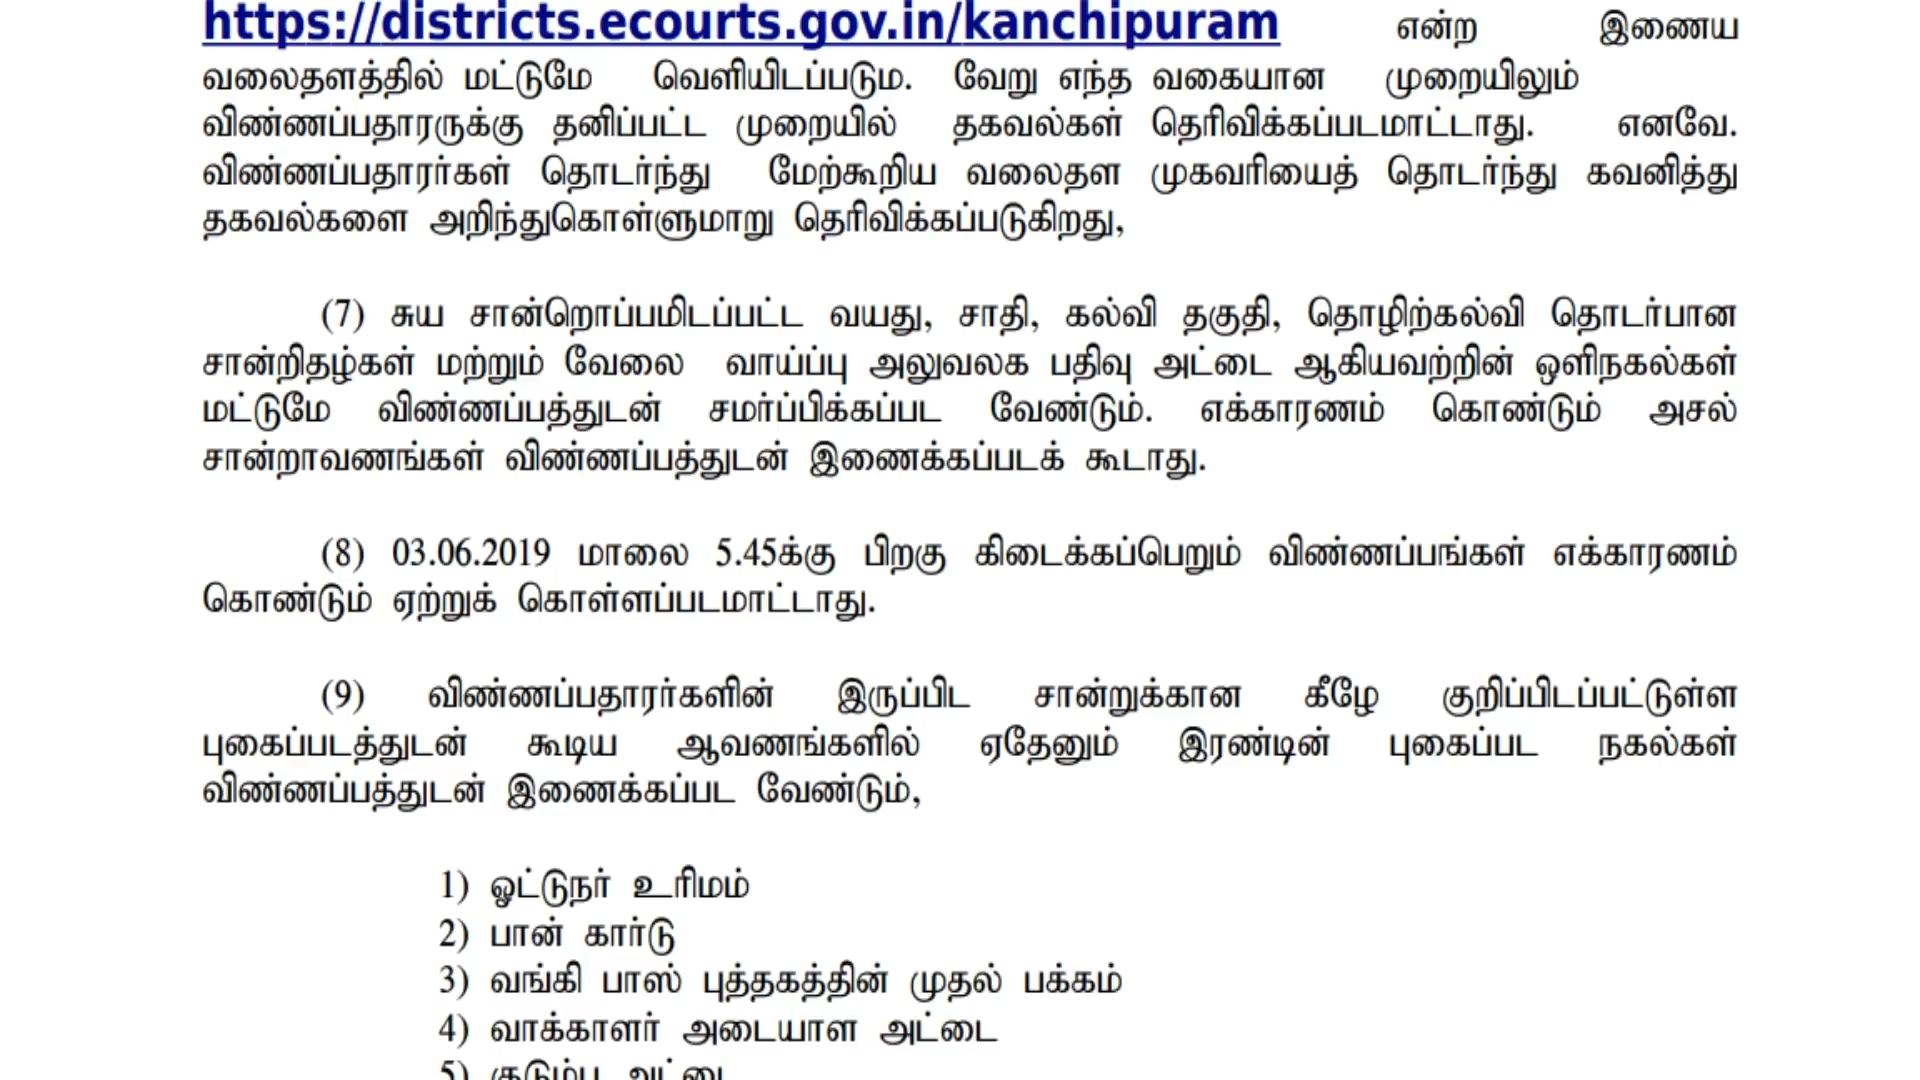 https://districts.ecourts.gov.in/kanchipuram என்ற இணைய
வலைதளத்தில் மட்டுமே வெளியிடப்படும. வேறு எந்த வகையான முறையிலும்
விண்ணப்பதாரருக்கு தனிப்பட்ட முறையில் தகவல்கள் தெரிவிக்கப்படமாட்டாது. எனவே.
விண்ணப்பதாரர்கள் தொடர்ந்து மேற்கூறிய வலைதள முகவரியைத் தொடர்ந்து கவனித்து
தகவல்களை அறிந்துகொள்ளுமாறு தெரிவிக்கப்படுகிறது,
(7) சுய சான்றொப்பமிடப்பட்ட வயது, சாதி, கல்வி தகுதி, தொழிற்கல்வி தொடர்பான
சான்றிதழ்கள் மற்றும் வேலை வாய்ப்பு அலுவலக பதிவு அட்டை ஆகியவற்றின் ஒளிநகல்கள்
மட்டுமே விண்ணப்பத்துடன் சமர்ப்பிக்கப்பட வேண்டும். எக்காரணம் கொண்டும் அசல்
சான்றாவணங்கள் விண்ணப்பத்துடன் இணைக்கப்படக் கூடாது.
(8) 03.06.2019 மாலை 5.45க்கு பிறகு கிடைக்கப்பெறும் விண்ணப்பங்கள் எக்காரணம்
கொண்டும் ஏற்றுக் கொள்ளப்படமாட்டாது.
(9) விண்ணப்பதாரர்களின் இருப்பிட சான்றுக்கான கீழே குறிப்பிடப்பட்டுள்ள
புகைப்படத்துடன் கூடிய ஆவணங்களில் ஏதேனும் இரண்டின் புகைப்பட நகல்கள்
விண்ணப்பத்துடன் இணைக்கப்பட வேண்டும்,
1) ஓட்டுநர் உரிமம்
2) பான் கார்டு
3) வங்கி பாஸ் புத்தகத்தின் முதல் பக்கம்
4) வாக்காளர் அடையாள அட்டை
5) குடும்ப அட்டை